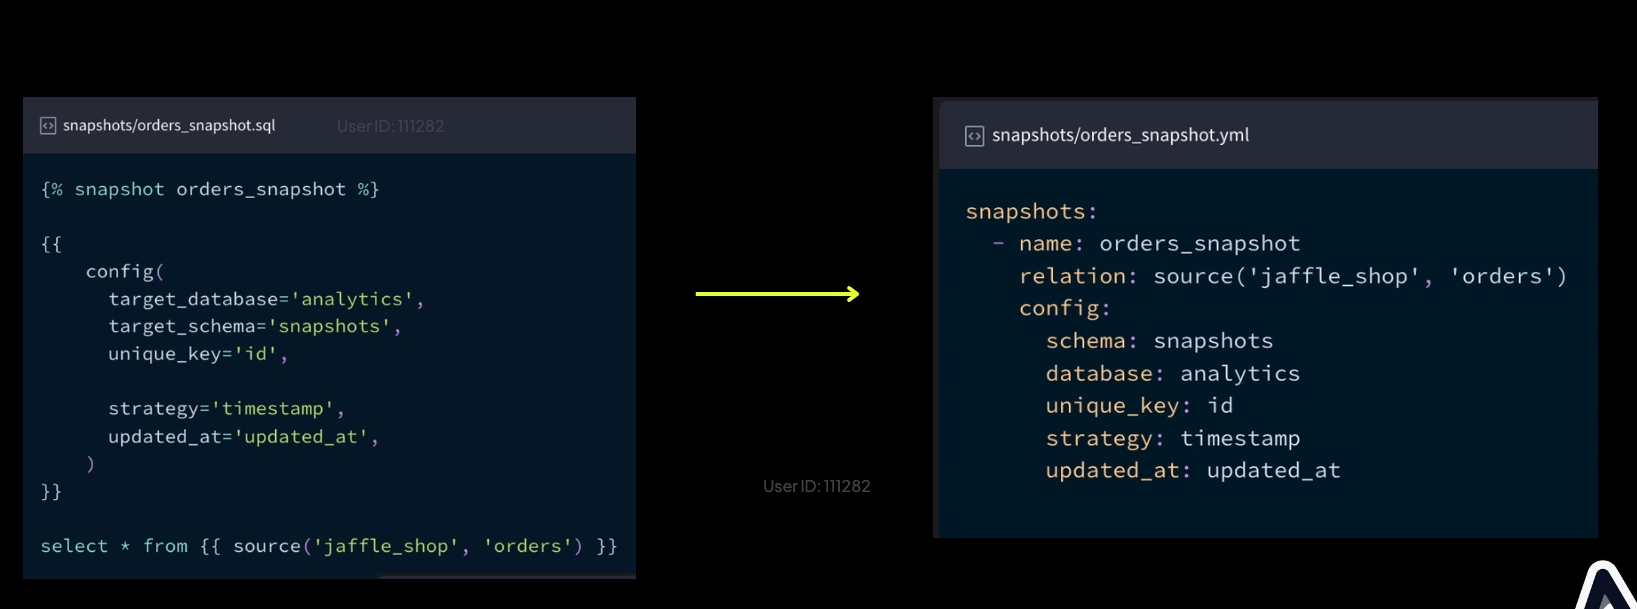 snapshots/orders_snapshot.sql
User ID: 111282
{% snapshot orders_snapshot %}
{{
config(
target_database='analytics',
target_schema='snapshots',
unique_key='id',
strategy='timestamp',
updated_at='updated_at',
)
}}
select * from {{ source('jaffle_shop', 'orders') }}
User ID: 111282
snapshots/orders_snapshot.yml
snapshots:
- name: orders_snapshot
relation: source('jaffle_shop', 'orders')
config:
schema: snapshots
database: analytics
unique_key: id
strategy: timestamp
updated_at: updated_at